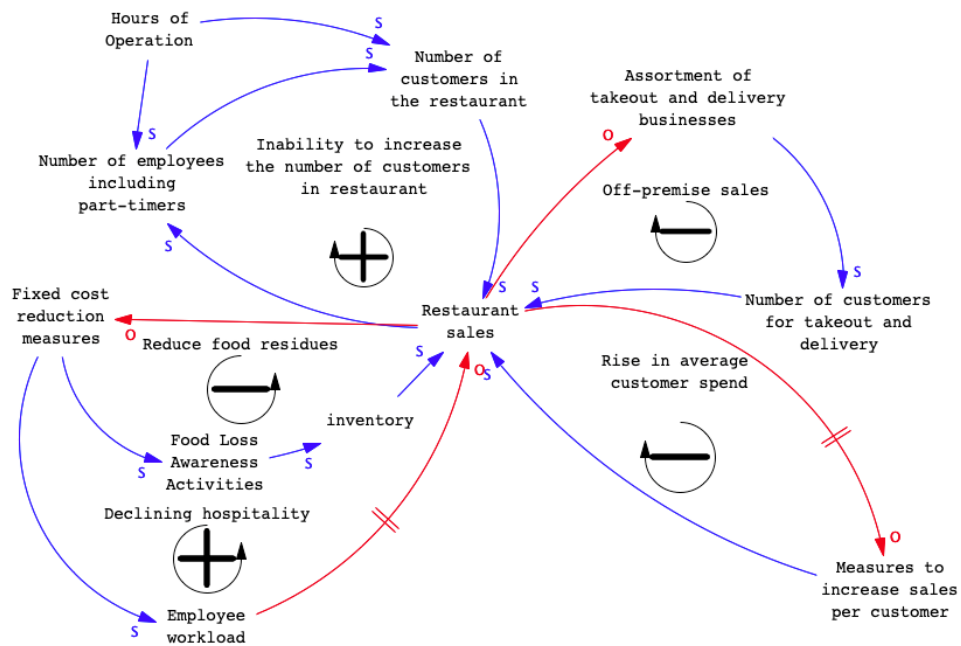 Hours of
Operation
S
S
Number of
customers in
the restaurant
Assortment of
takeout and delivery
businesses
S
O
Number of employees
including
part-timers
Inability to increase
the number of customers
in restaurant
Off-premise sales
S
S
S
S
Fixed cost
reduction
measures
Restaurant
sales
Number of customers
for takeout and
delivery
O
Reduce food residues
S
Rise in average
customer spend
O
S
inventory
Food Loss
Awareness
Activities
S
S
Declining hospitality
O
Measures to
increase sales
per customer
Employee
workload
S